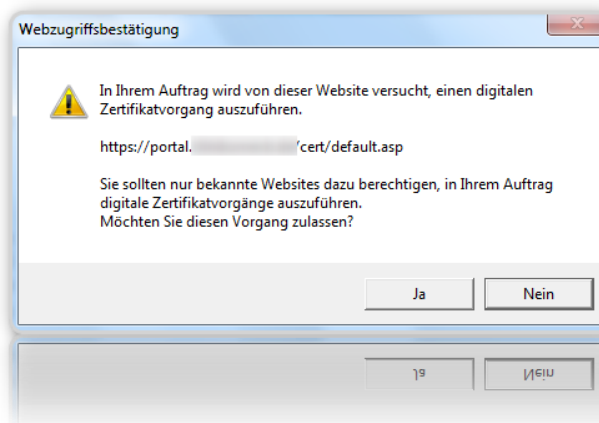 Webzugriffsbestätigung
In Ihrem Auftrag wird von dieser Website versucht, einen digitalen
Zertifikatvorgang auszuführen.
https://portal. /cert/default.asp
Sie sollten nur bekannte Websites dazu berechtigen, in Ihrem Auftrag
digitale Zertifikatvorgänge auszuführen.
Möchten Sie diesen Vorgang zulassen?
Ja Nein
Ja Nein